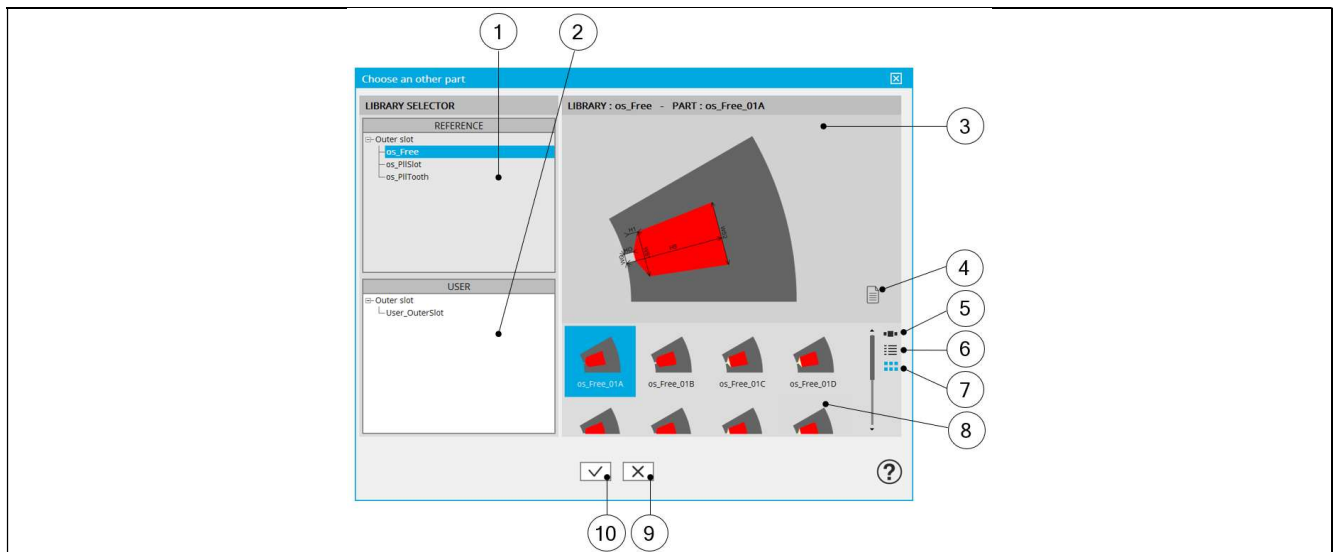 1
2
Choose an other part
LIBRARY SELECTOR
LIBRARY : os_Free - PART : os_Free_01A
REFERENCE
Outer slot
os_Free
os_PllSlot
os_PllTooth
3
USER
Outer slot
User_OuterSlot
H1
4
5
6
7
os_Free_01A
os_Free_01B
os_Free_01C
os_Free_01D
8
?
10
9